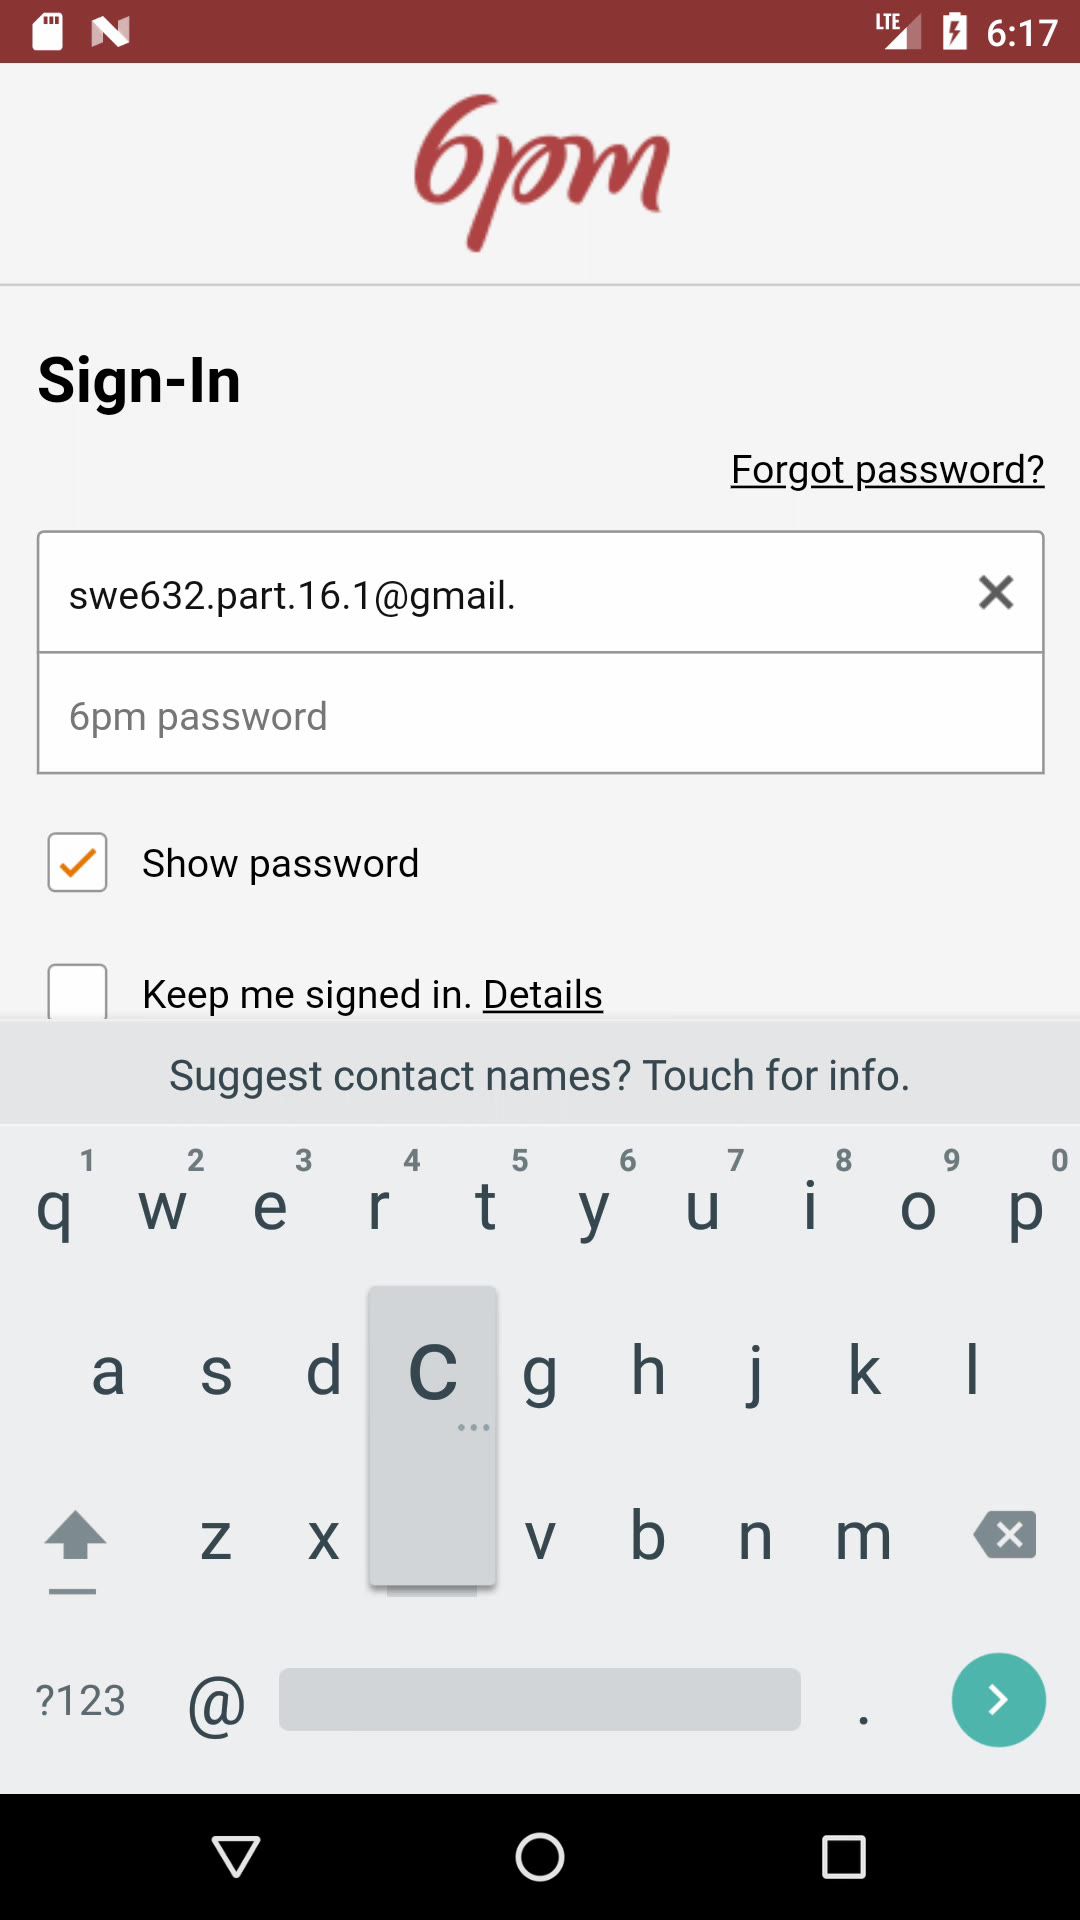 LTE 6:17
6pm
Sign-In
Forgot password?
swe632.part.16.1@gmail.
6pm password
Show password
Keep me signed in. Details
Suggest contact names? Touch for info.
1 2 3 4 5 6 7 8 9 0
q w e r t y u i o p
a s d c g h j k l
z x v b n m
?123 @ .